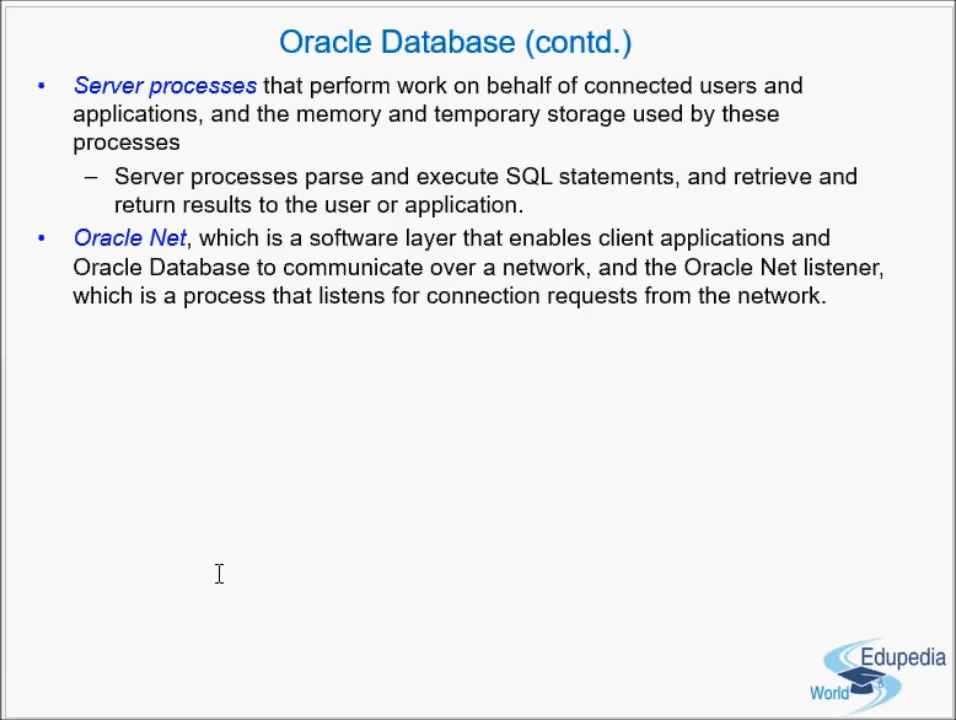 Oracle Database (contd.)
• Server processes that perform work on behalf of connected users and
applications, and the memory and temporary storage used by these
processes
– Server processes parse and execute SQL statements, and retrieve and
return results to the user or application.
• Oracle Net, which is a software layer that enables client applications and
Oracle Database to communicate over a network, and the Oracle Net listener,
which is a process that listens for connection requests from the network.
Edupedia
World